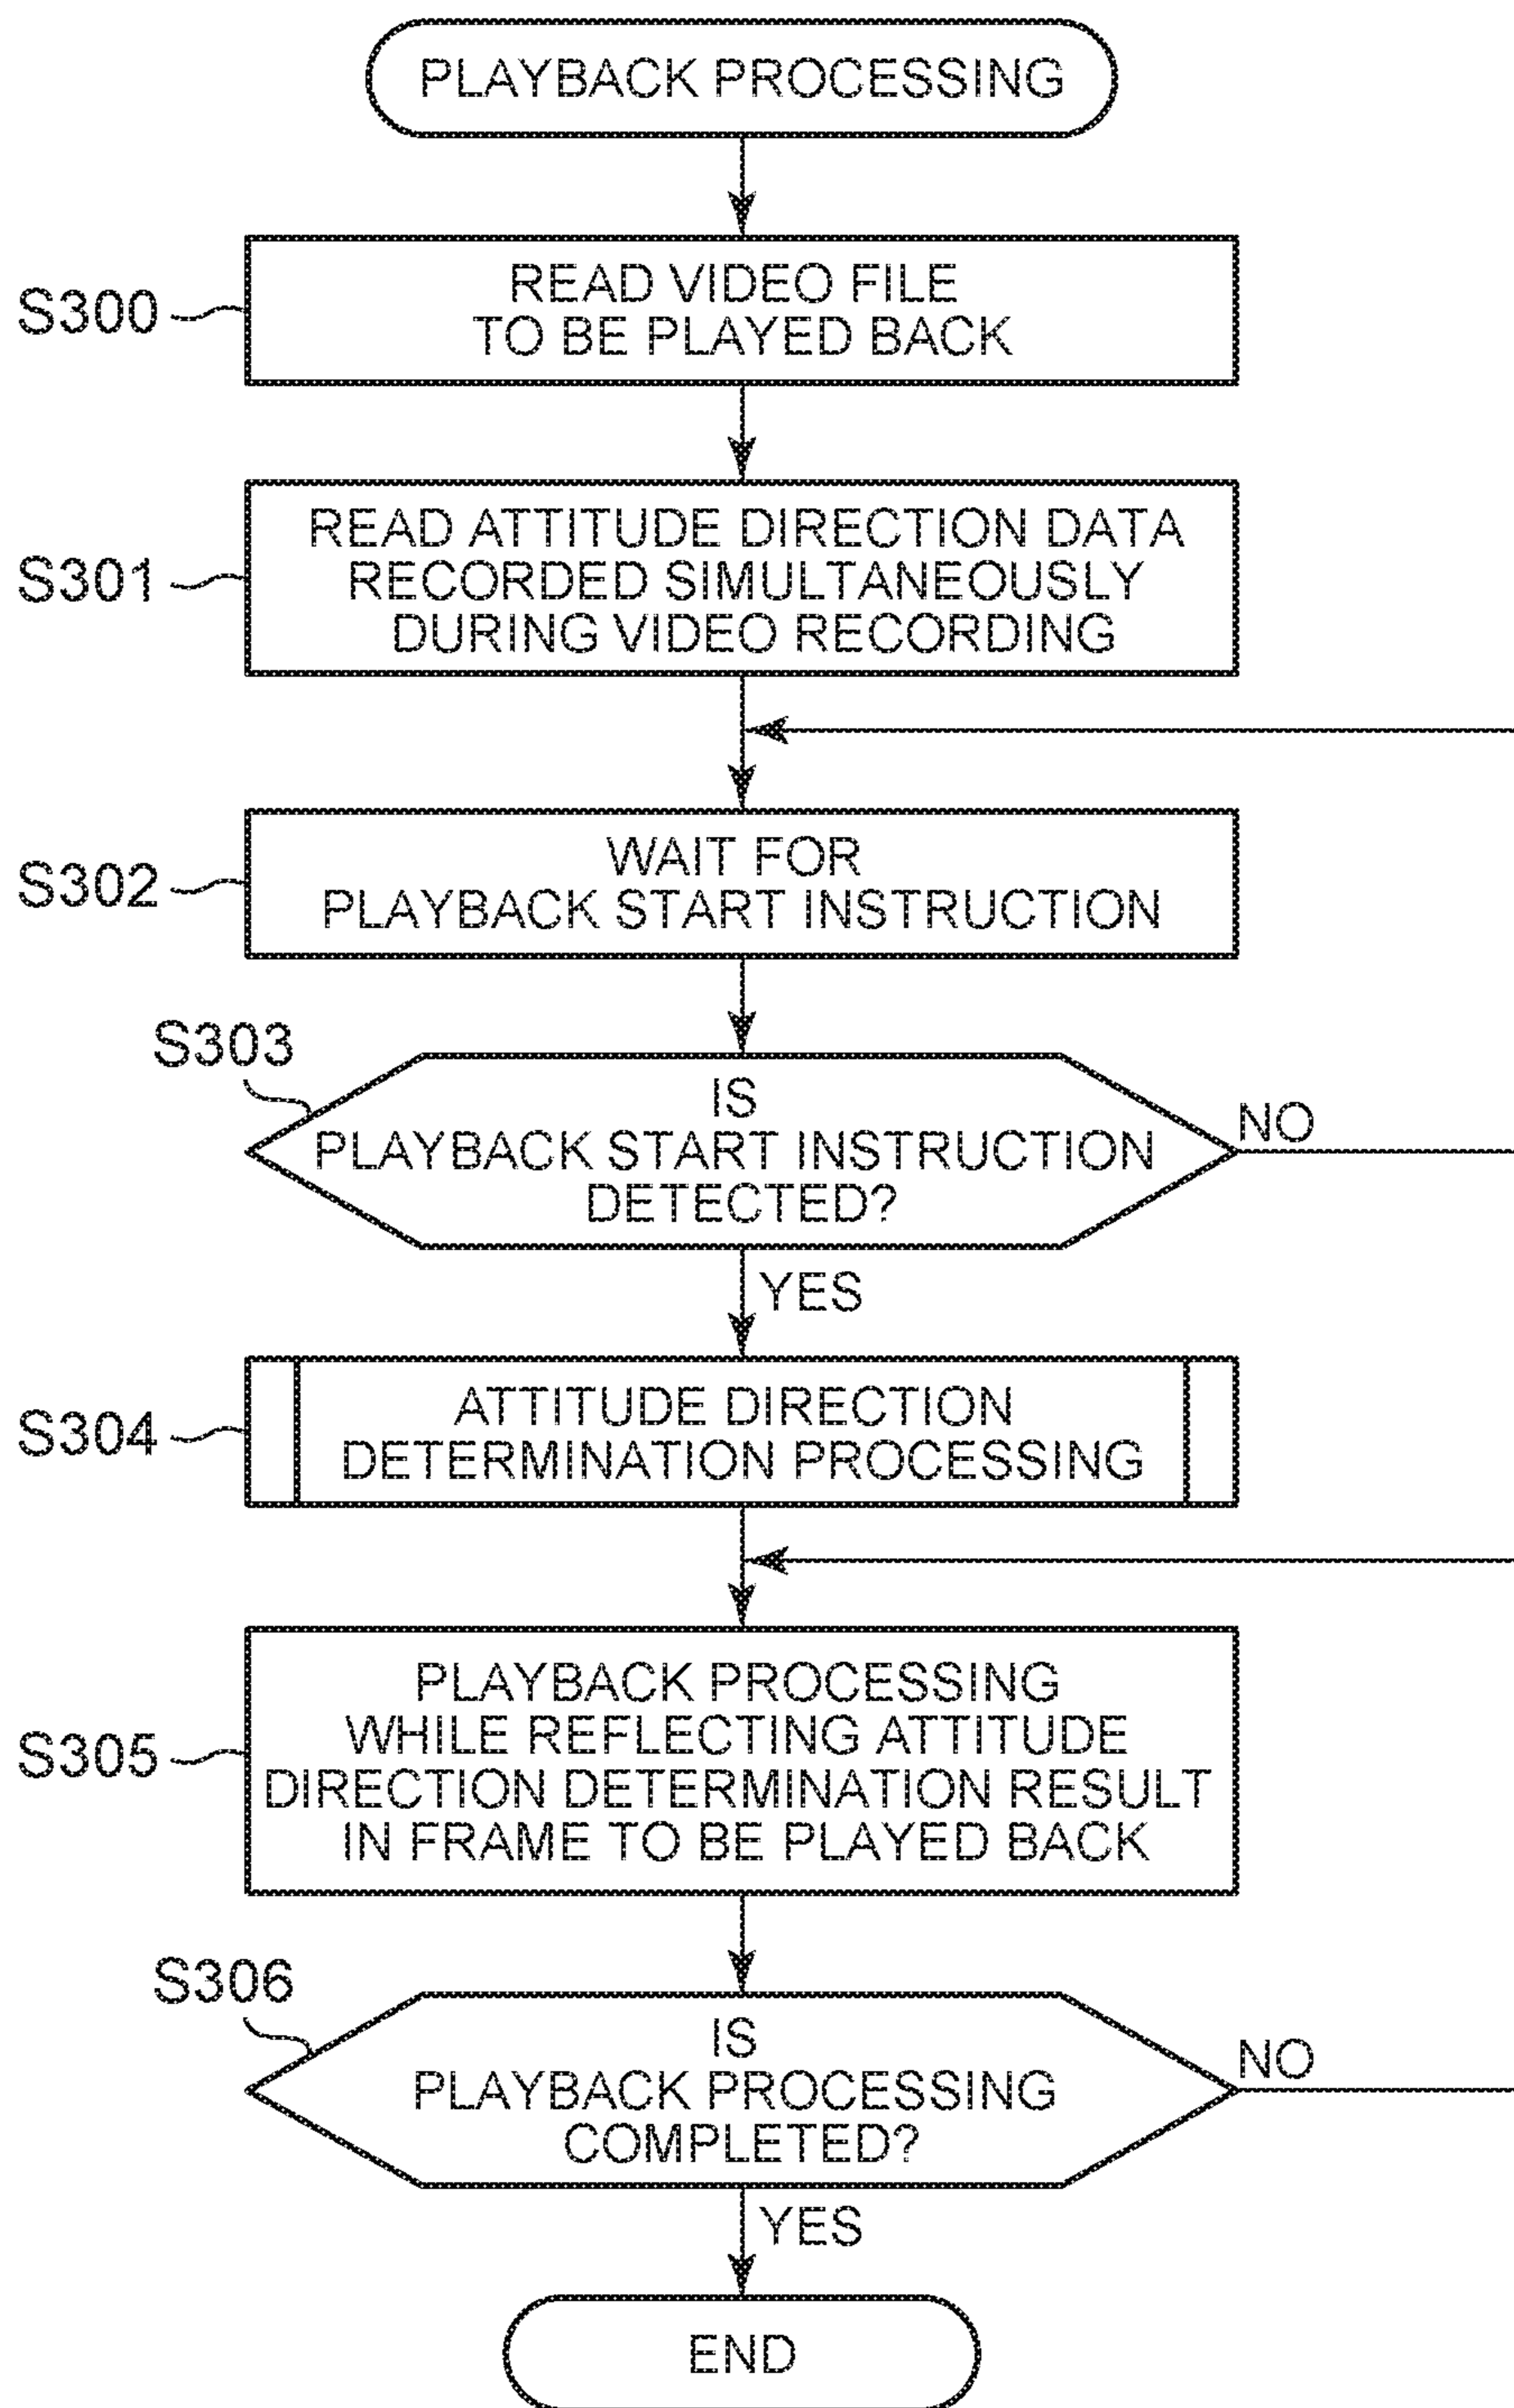 PLAYBACK PROCESSING
S300
READ VIDEO FILE
TO BE PLAYED BACK
S301
READ ATTITUDE DIRECTION DATA
RECORDED SIMULTANEOUSLY
DURING VIDEO RECORDING
S302
WAIT FOR
PLAYBACK START INSTRUCTION
S303
IS
PLAYBACK START INSTRUCTION
DETECTED?
NO
YES
S304
ATTITUDE DIRECTION
DETERMINATION PROCESSING
S305
PLAYBACK PROCESSING
WHILE REFLECTING ATTITUDE
DIRECTION DETERMINATION RESULT
IN FRAME TO BE PLAYED BACK
S306
IS
PLAYBACK PROCESSING
COMPLETED?
NO
YES
END